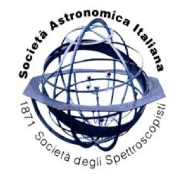 Società Astronomica Italiana
1871 Società degli Spettroscopisti